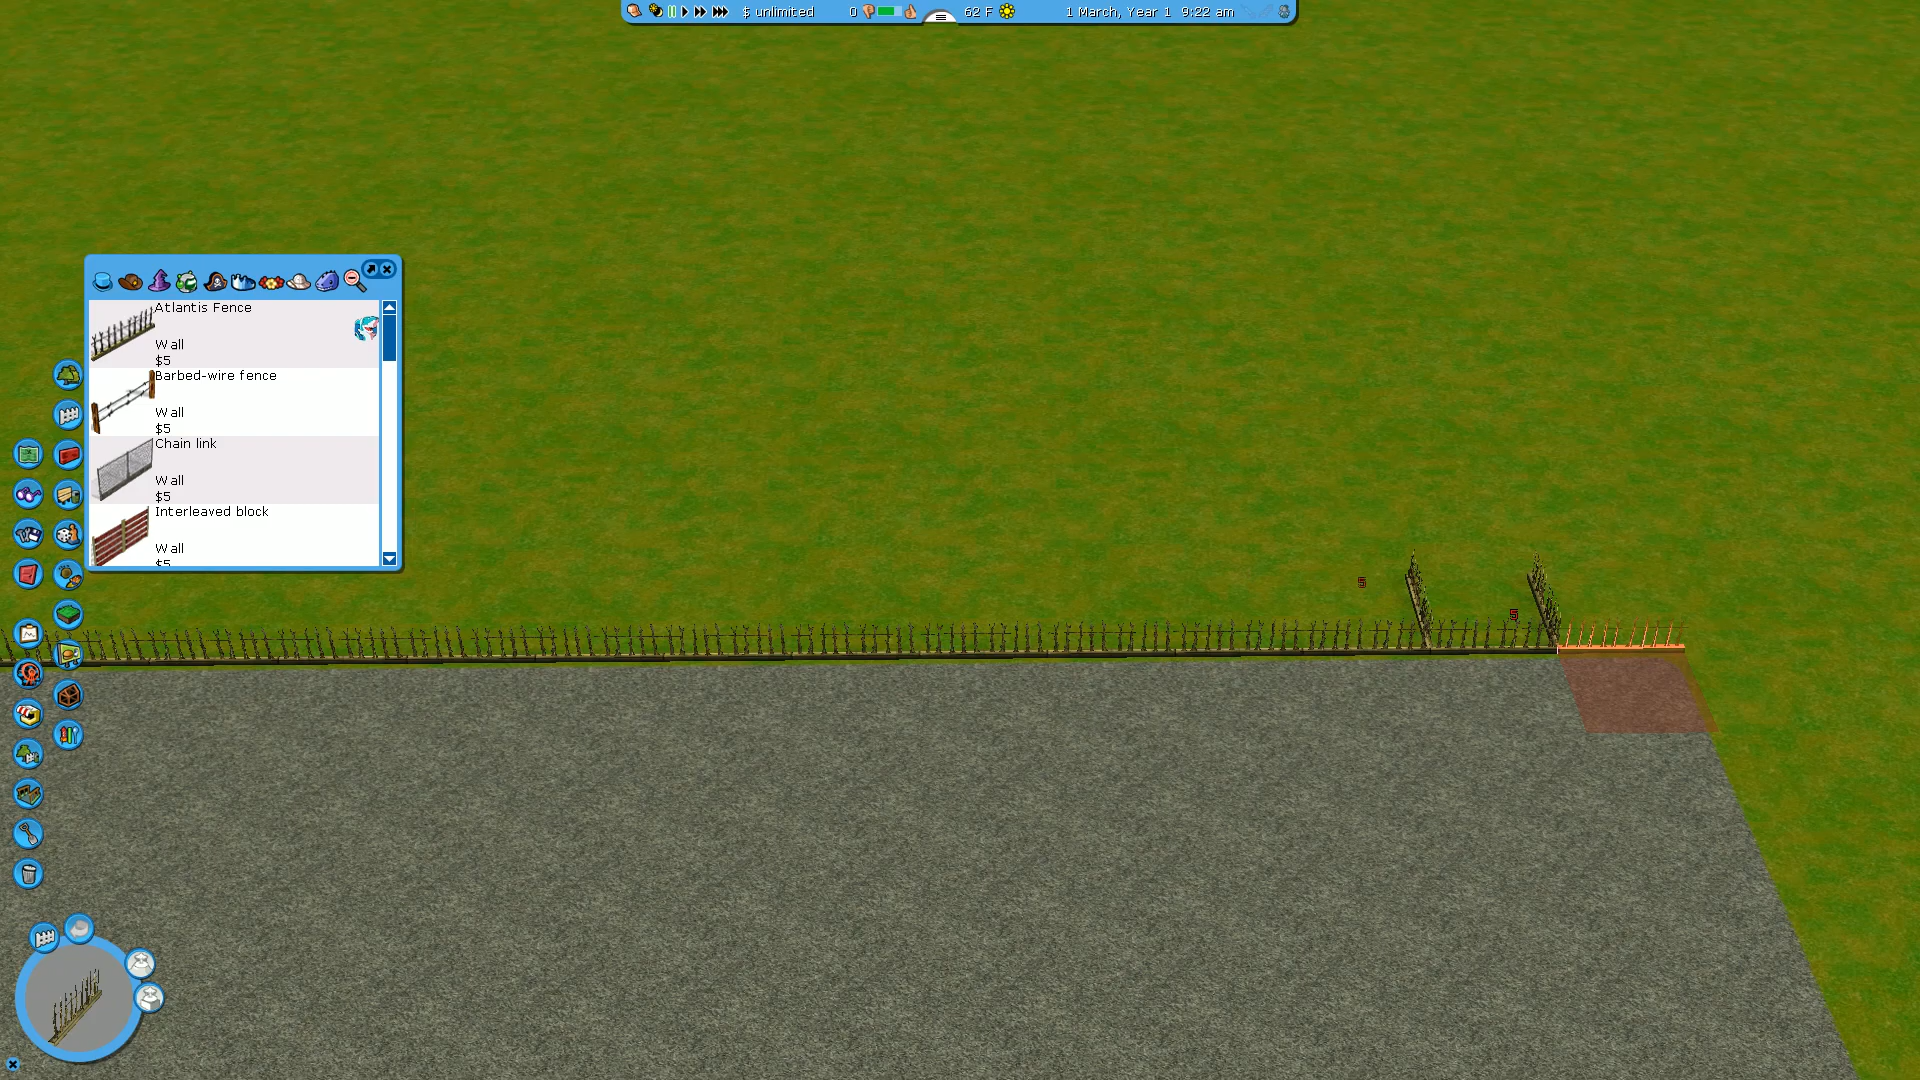 $ unlimited 0 62 F 1 March, Year 1 9:22 am
Atlantis Fence
Wall
$5
Barbed-wire fence
Wall
$5
Chain link
Wall
$5
Interleaved block
Wall
$5
5
5